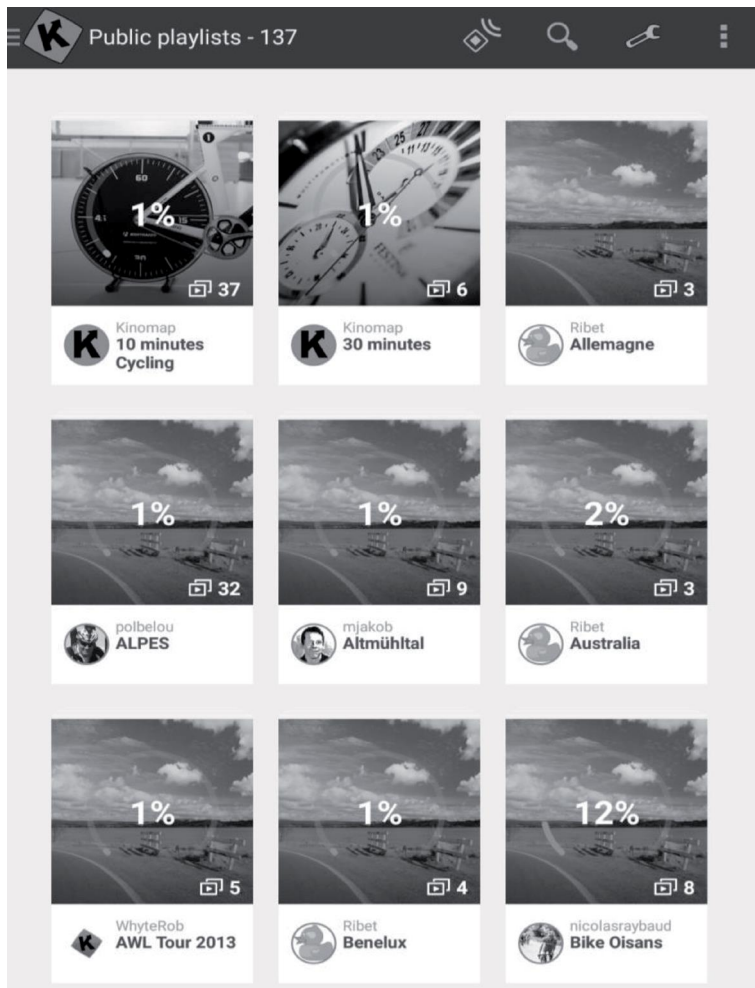 Public playlists - 137
1%
37
Kinomap
10 minutes
Cycling
1%
6
Kinomap
30 minutes
3
Ribet
Allemagne
1%
32
polbelou
ALPES
1%
9
mjakob
Altmühltal
2%
3
Ribet
Australia
1%
5
WhyteRob
AWL Tour 2013
1%
4
Ribet
Benelux
12%
8
nicolasraybaud
Bike Oisans